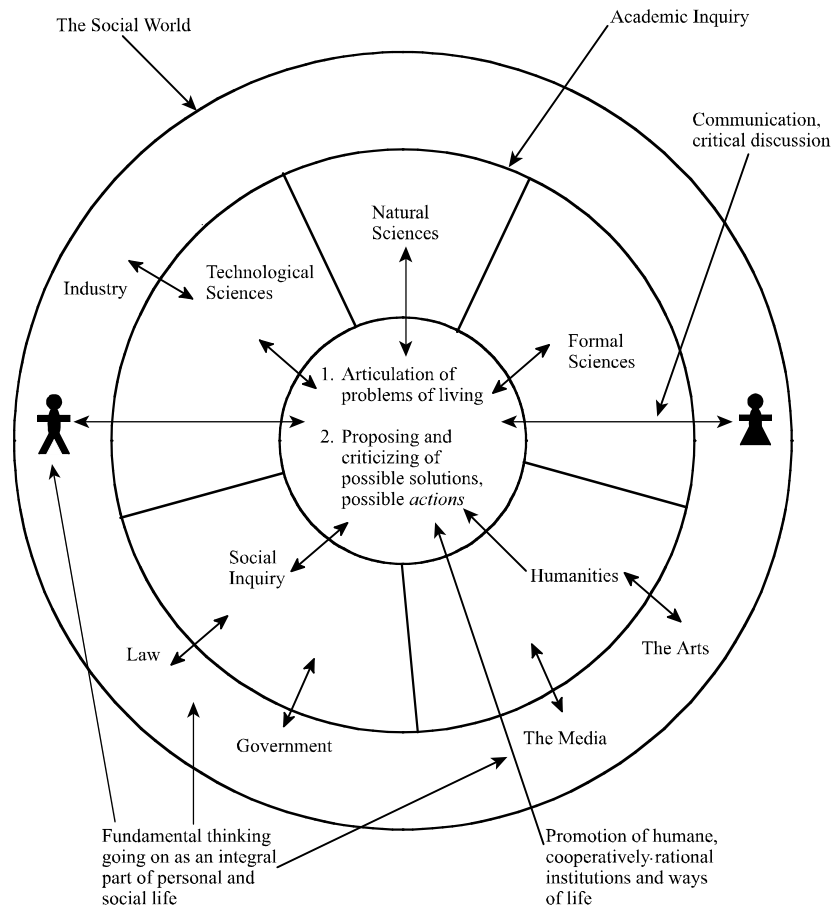 The Social World
Academic Inquiry
Communication,
critical discussion
Natural
Sciences
Technological
Sciences
Industry
Formal
Sciences
1. Articulation of
problems of living
2. Proposing and
criticizing of
possible solutions,
possible actions
Social
Inquiry
Humanities
Law
The Arts
Government
The Media
Fundamental thinking
going on as an integral
part of personal and
social life
Promotion of humane,
cooperatively-rational
institutions and ways
of life